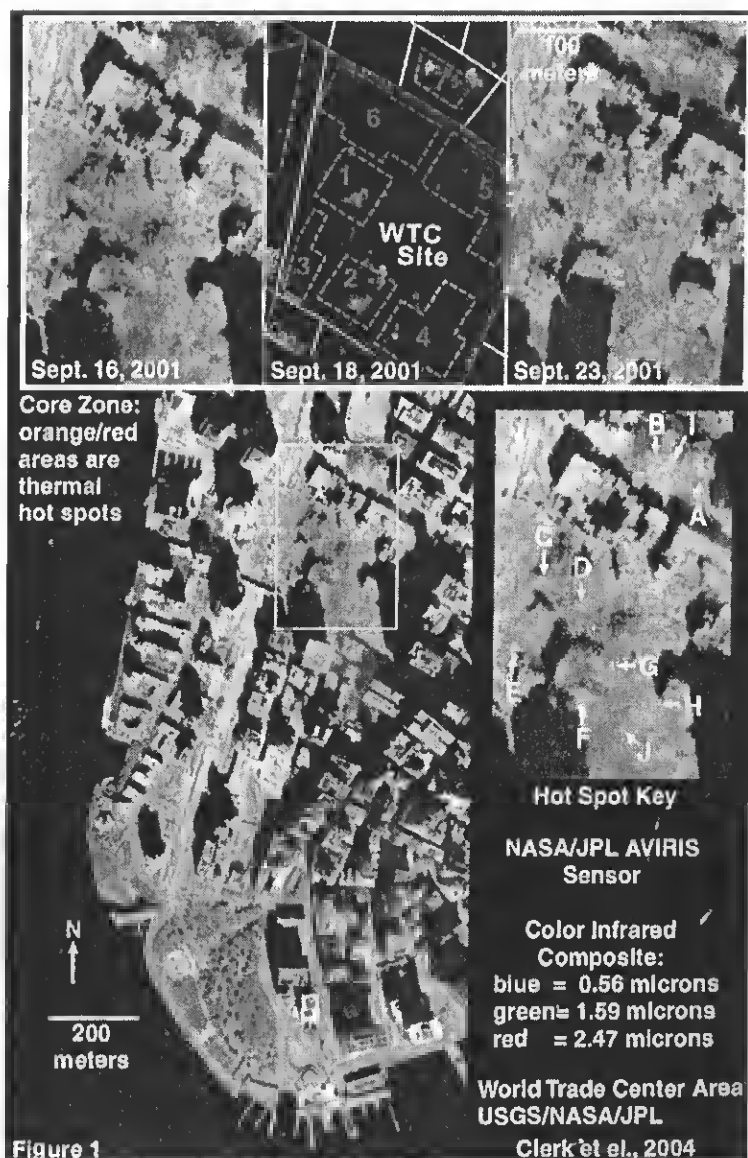 100
meters
6
1
5
WTC
Site
3
2
4
Sept. 16, 2001
Sept. 18, 2001
Sept. 23, 2001
Core Zone:
orange/red
areas are
thermal
hot spots
B
I
A
C
D
G
E
H
F
J
Hot Spot Key
NASA/JPL AVIRIS
Sensor
Color Infrared
Composite:
blue = 0.56 microns
green= 1.59 microns
red = 2.47 microns
N
200
meters
World Trade Center Area
USGS/NASA/JPL
Figure 1
Clerk et el., 2004